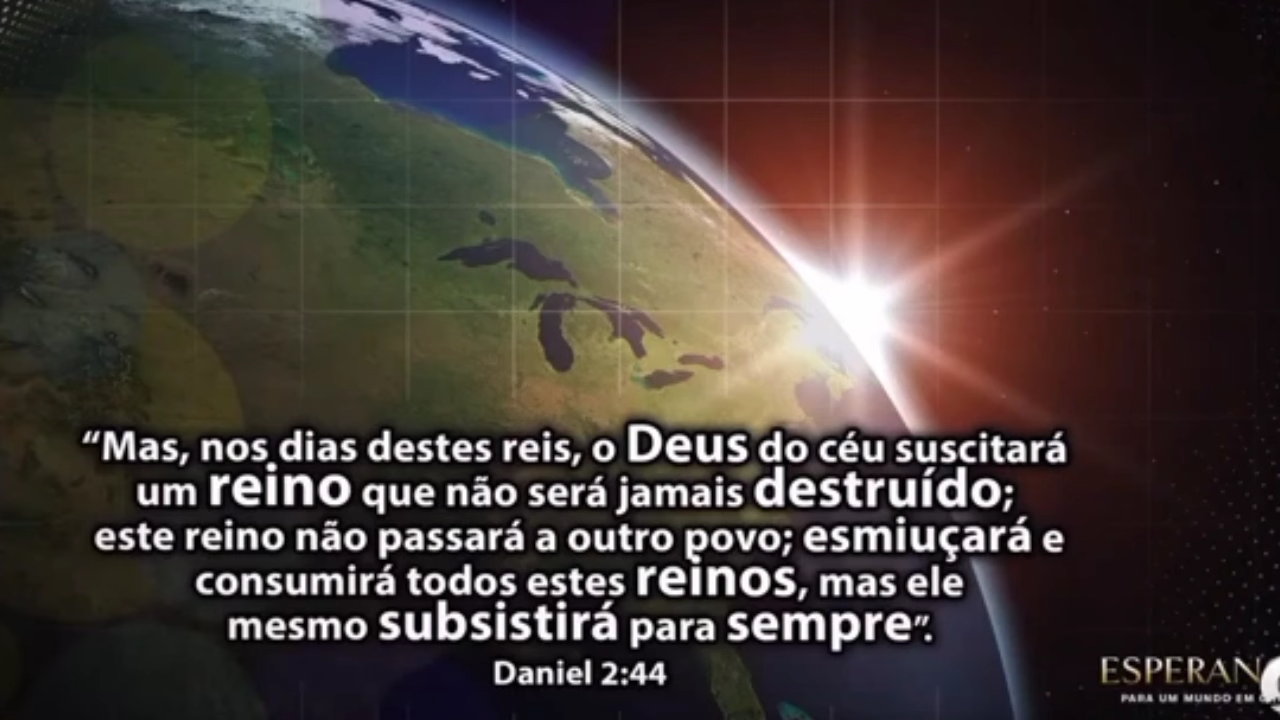 “Mas, nos dias destes reis, o Deus do céu suscitará
um reino que não será jamais destruído;
este reino não passará a outro povo; esmiuçará e
consumirá todos estes reinos, mas ele
mesmo subsistirá para sempre”.
Daniel 2:44
PARA UM MUNDO EM